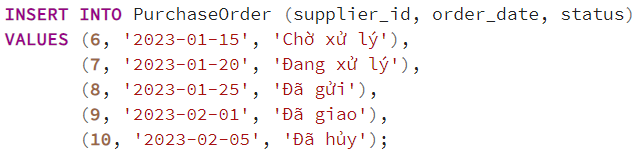 INSERT INTO PurchaseOrder (supplier_id, order_date, status)
VALUES (6, '2023-01-15', 'Chờ xử lý'),
(7, '2023-01-20', 'Đang xử lý'),
(8, '2023-01-25', 'Đã gửi'),
(9, '2023-02-01', 'Đã giao'),
(10, '2023-02-05', 'Đã hủy');